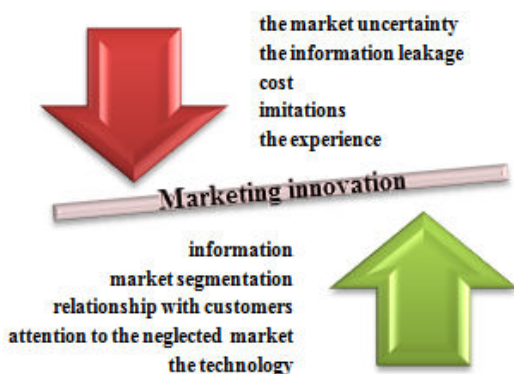 the market uncertainty
the information leakage
cost
imitations
the experience
Marketing innovation
information
market segmentation
relationship with customers
attention to the neglected market
the technology